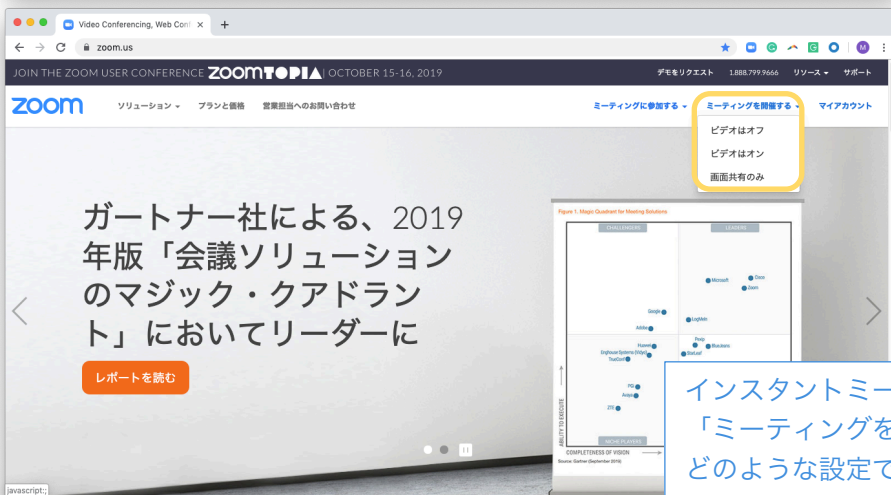 Video Conferencing, Web Conf
zoom.us
M
JOIN THE ZOOM USER CONFERENCE ZOOMTOPIA | OCTOBER 15-16, 2019
デモをリクエスト 1.888.799.9666 リソース サポート
zoom ソリューション プランと価格 営業担当へのお問い合わせ ミーティングに参加する ミーティングを開催する マイアカウント
ビデオはオフ
ビデオはオン
画面共有のみ
ガートナー社による、2019
年版「会議ソリューション
のマジック・クアドラン
ト」においてリーダーに
レポートを読む
Figure 1. Magic Quadrant for Meeting Solutions
CHALLENGERS LEADERS
Microsoft Cisco
Zoom
Google
LogMeIn
Adobe
Huawei Pexip BlueJeans
Enghouse Systems (Vidyo) StarLeaf
TrueConf
PGi
Avaya
ZTE
ABILITY TO EXECUTE
NICHE PLAYERS
COMPLETENESS OF VISION
Source: Gartner (September 2019)
インスタントミー
「ミーティングを
どのような設定で
javascript:;